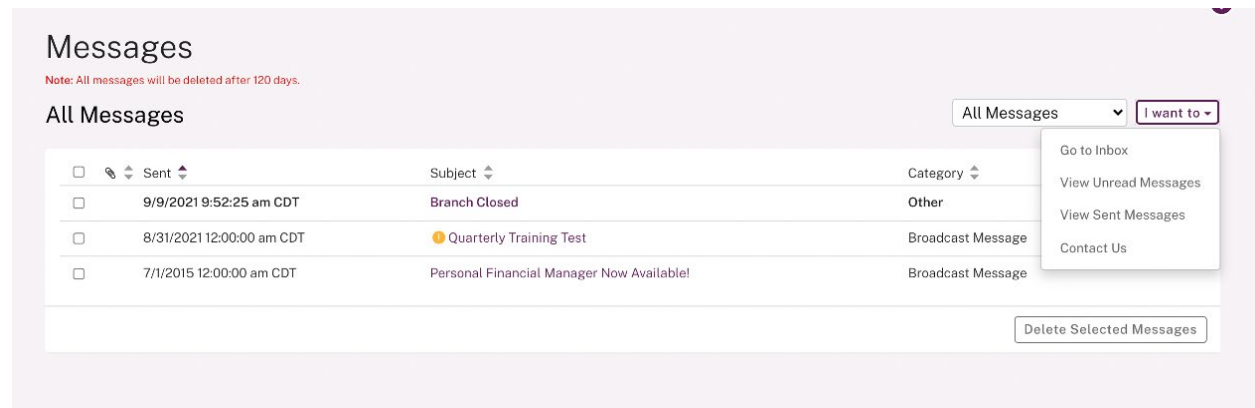 Messages
Note: All messages will be deleted after 120 days.
All Messages
All Messages
I want to
Go to Inbox
View Unread Messages
View Sent Messages
Contact Us
Sent Subject Category
9/9/2021 9:52:25 am CDT Branch Closed Other
8/31/2021 12:00:00 am CDT Quarterly Training Test Broadcast Message
7/1/2015 12:00:00 am CDT Personal Financial Manager Now Available! Broadcast Message
Delete Selected Messages